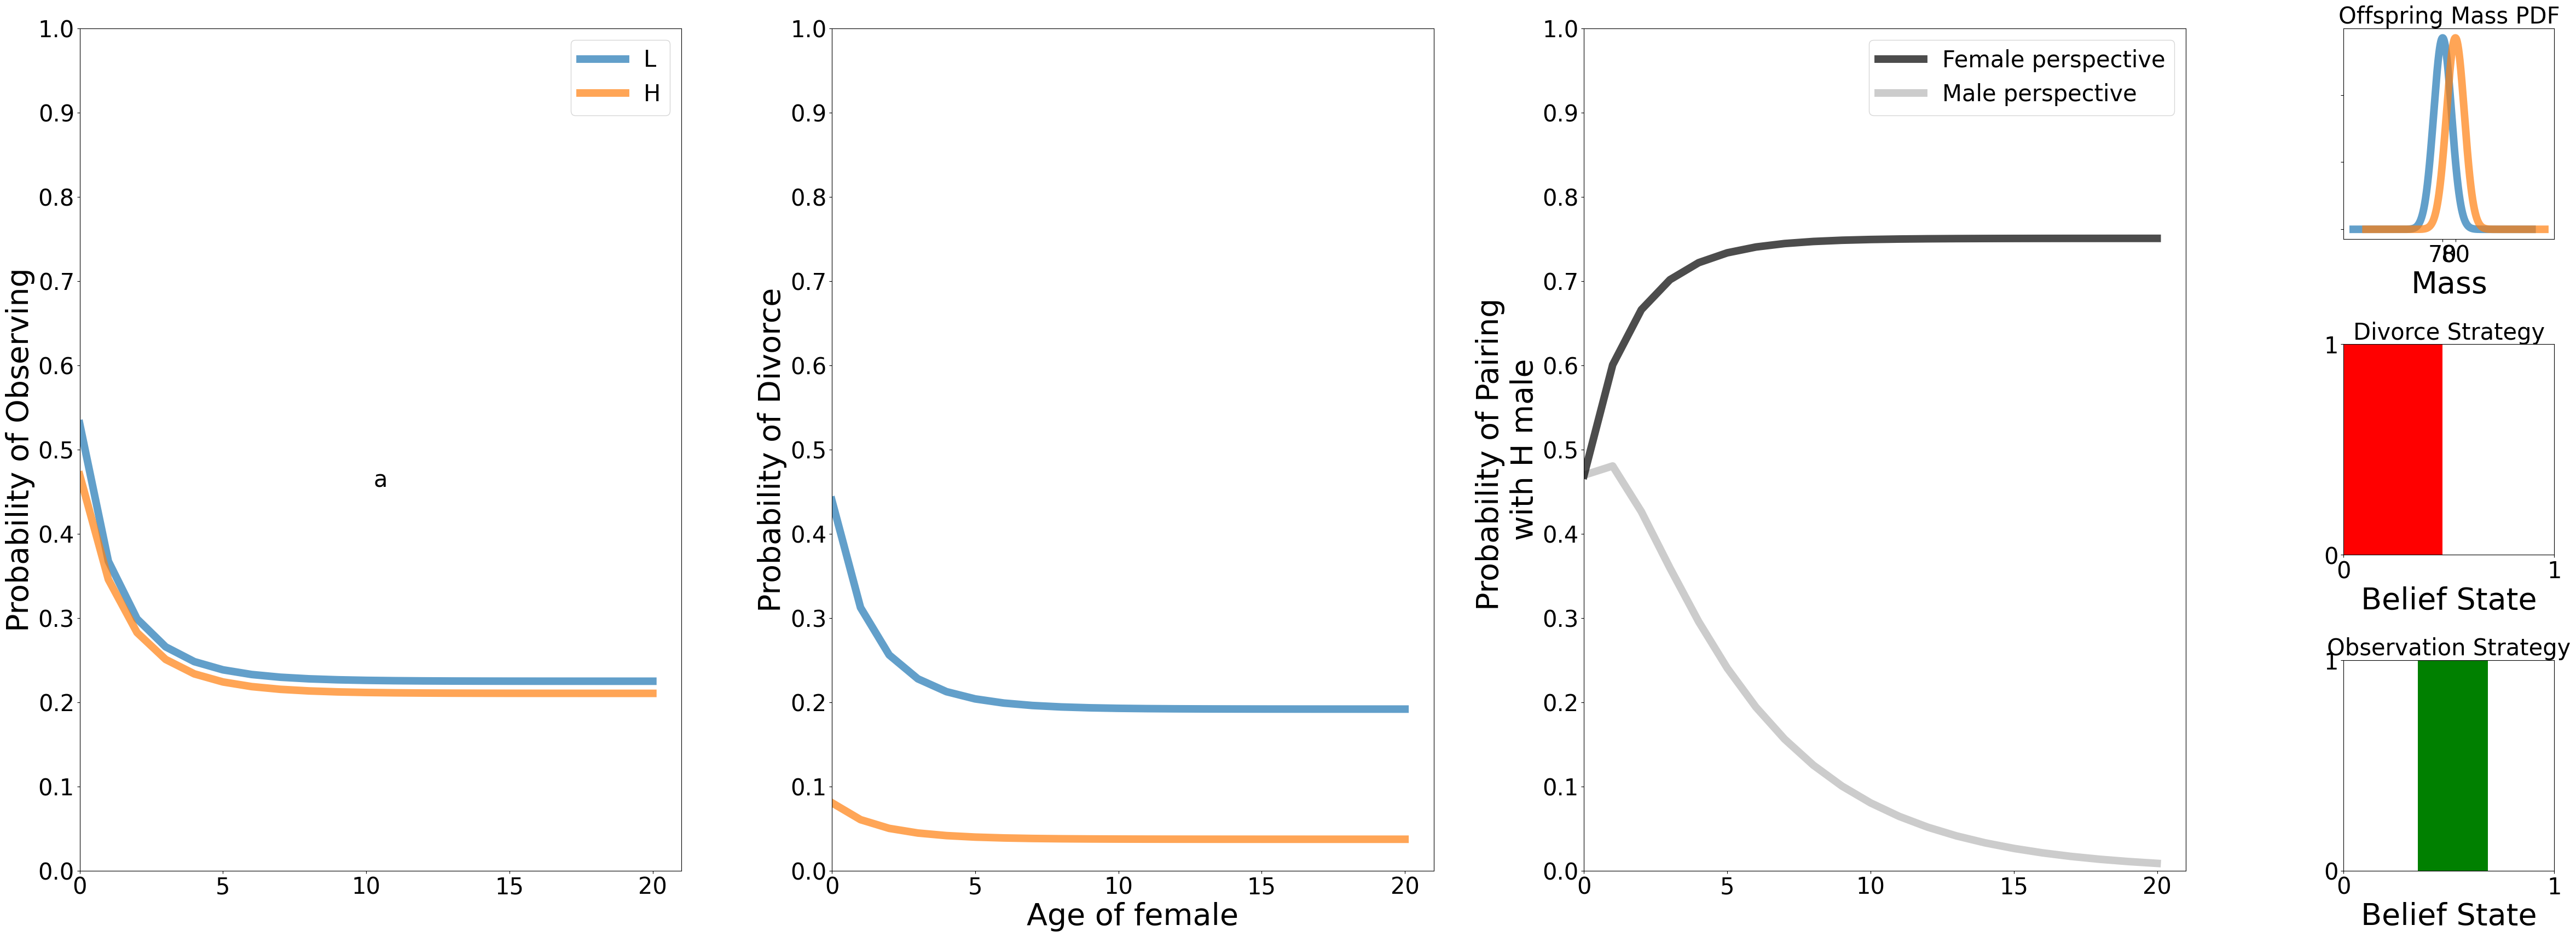 Probability of Observing
1.0
0.9
0.8
0.7
0.6
0.5
0.4
0.3
0.2
0.1
0.0
0 5 10 15 20
L
H
a
Probability of Divorce
1.0
0.9
0.8
0.7
0.6
0.5
0.4
0.3
0.2
0.1
0.0
0 5 10 15 20
Age of female
Probability of Pairing
with H male
1.0
0.9
0.8
0.7
0.6
0.5
0.4
0.3
0.2
0.1
0.0
0 5 10 15 20
Female perspective
Male perspective
Offspring Mass PDF
Mass
Divorce Strategy
1
0
0 1
Belief State
Observation Strategy
1
0
0 1
Belief State